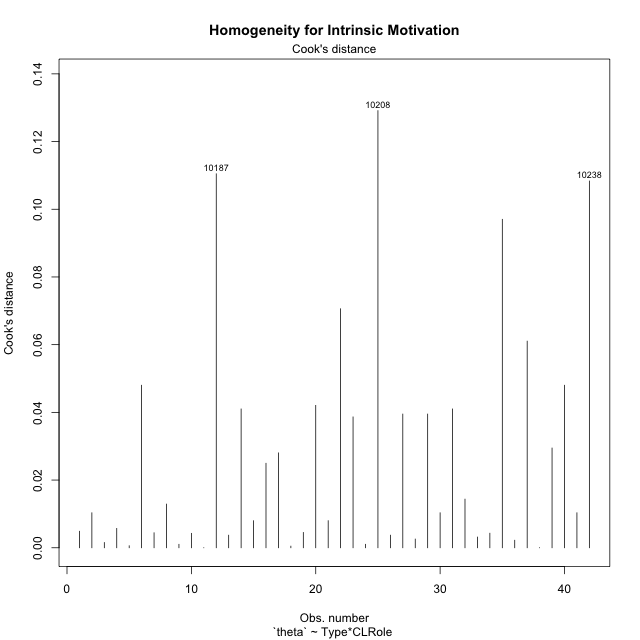 Homogeneity for Intrinsic Motivation
Cook's distance
0.14
0.12
0.10
0.08
0.06
0.04
0.02
0.00
Cook's distance
10187
10208
10238
0 10 20 30 40
Obs. number
`theta` ~ Type*CLRole